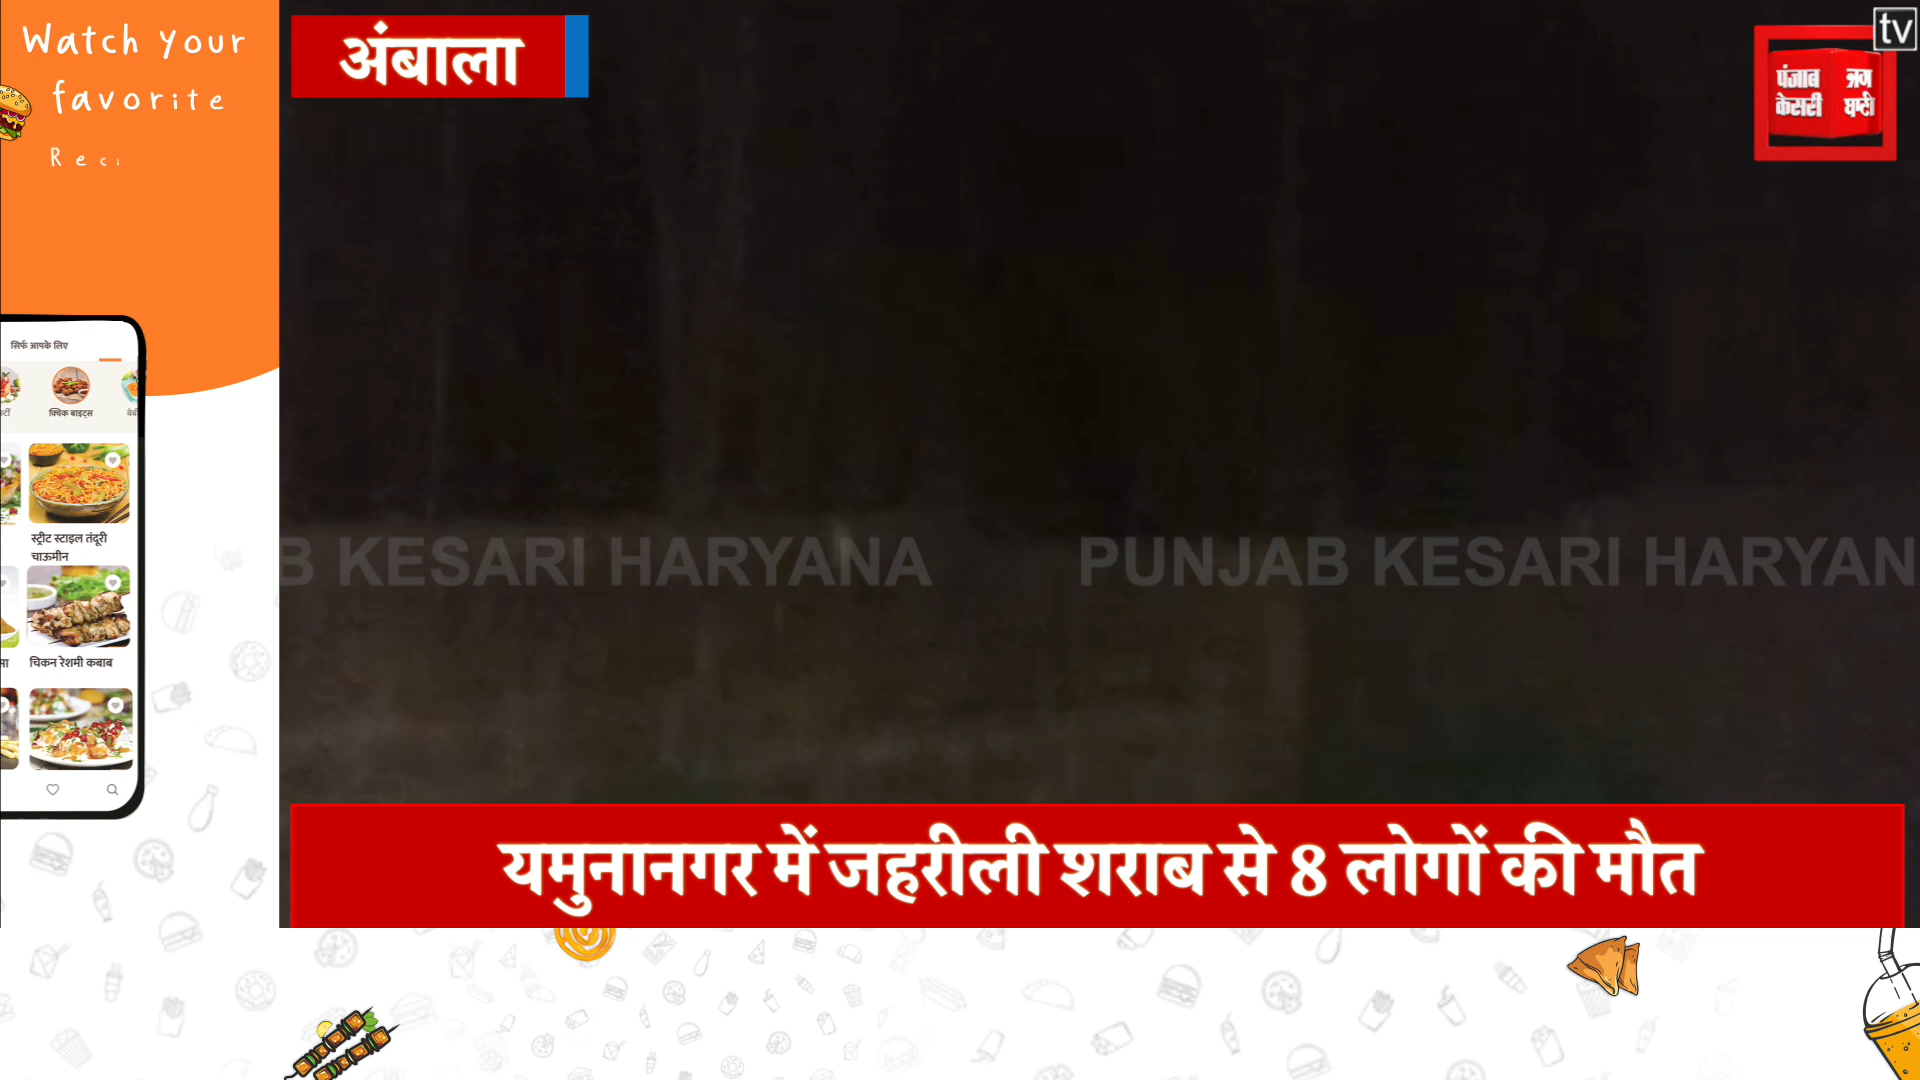 Watch your
favorite
Rec
अंबाला
tv
पंजाब
केसरी
सिर्फ आपके लिए
क्विक बाइट्स
स्ट्रीट स्टाइल तंदूरी
चाऊमीन
चिकन रेशमी कबाब
B KESARI HARYANA
PUNJAB KESARI HARYAN
यमुनानगर में जहरीली शराब से 8 लोगों की मौत